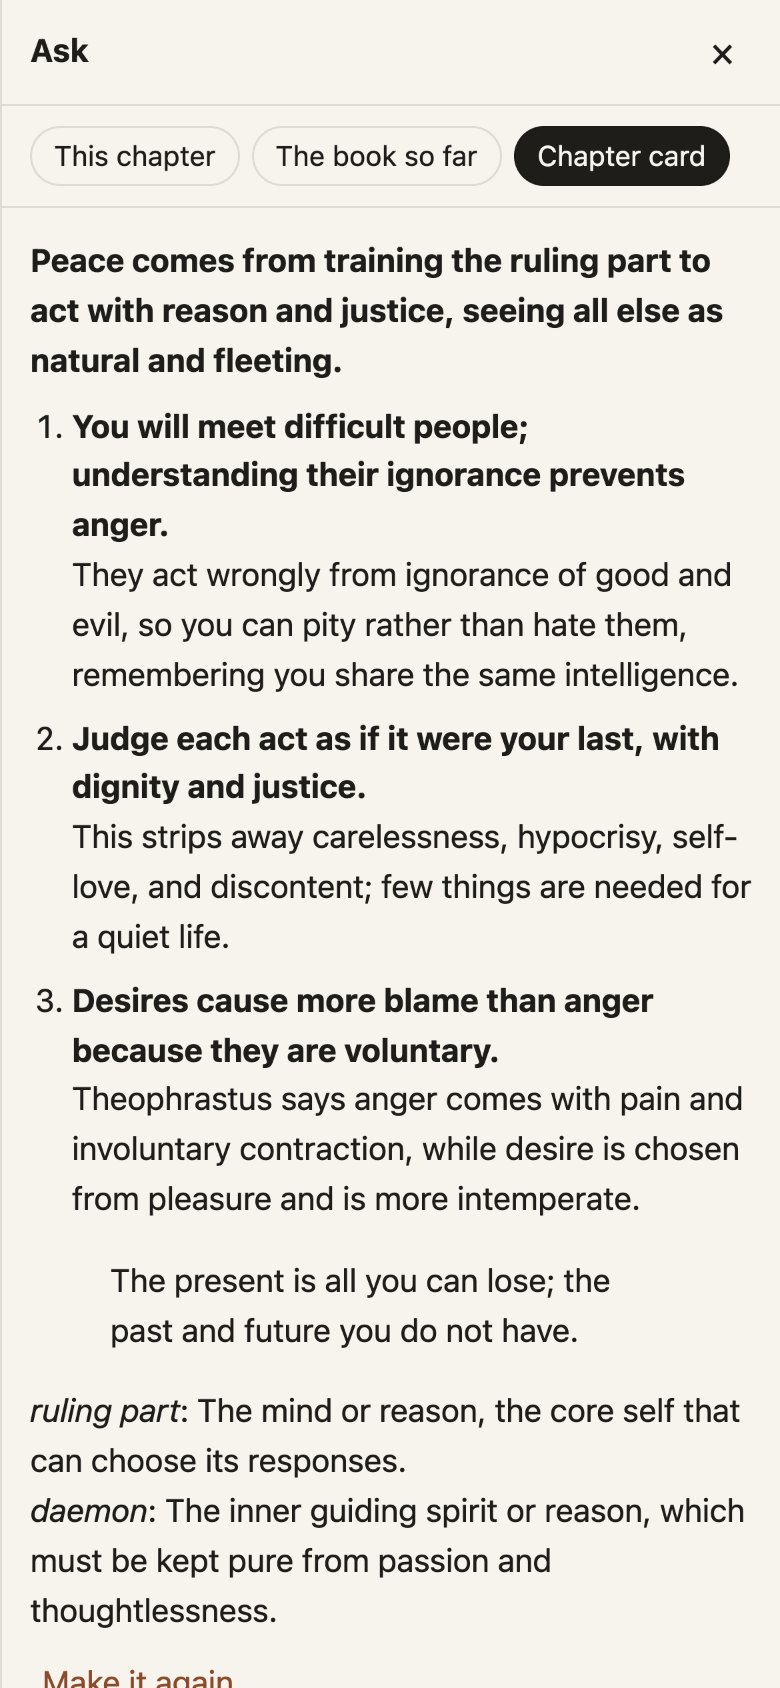 Ask
×
This chapter
The book so far
Chapter card
Peace comes from training the ruling part to
act with reason and justice, seeing all else as
natural and fleeting.
1. You will meet difficult people;
understanding their ignorance prevents
anger.
They act wrongly from ignorance of good and
evil, so you can pity rather than hate them,
remembering you share the same intelligence.
2. Judge each act as if it were your last, with
dignity and justice.
This strips away carelessness, hypocrisy, self-
love, and discontent; few things are needed for
a quiet life.
3. Desires cause more blame than anger
because they are voluntary.
Theophrastus says anger comes with pain and
involuntary contraction, while desire is chosen
from pleasure and is more intemperate.
The present is all you can lose; the
past and future you do not have.
ruling part: The mind or reason, the core self that
can choose its responses.
daemon: The inner guiding spirit or reason, which
must be kept pure from passion and
thoughtlessness.
Make it again